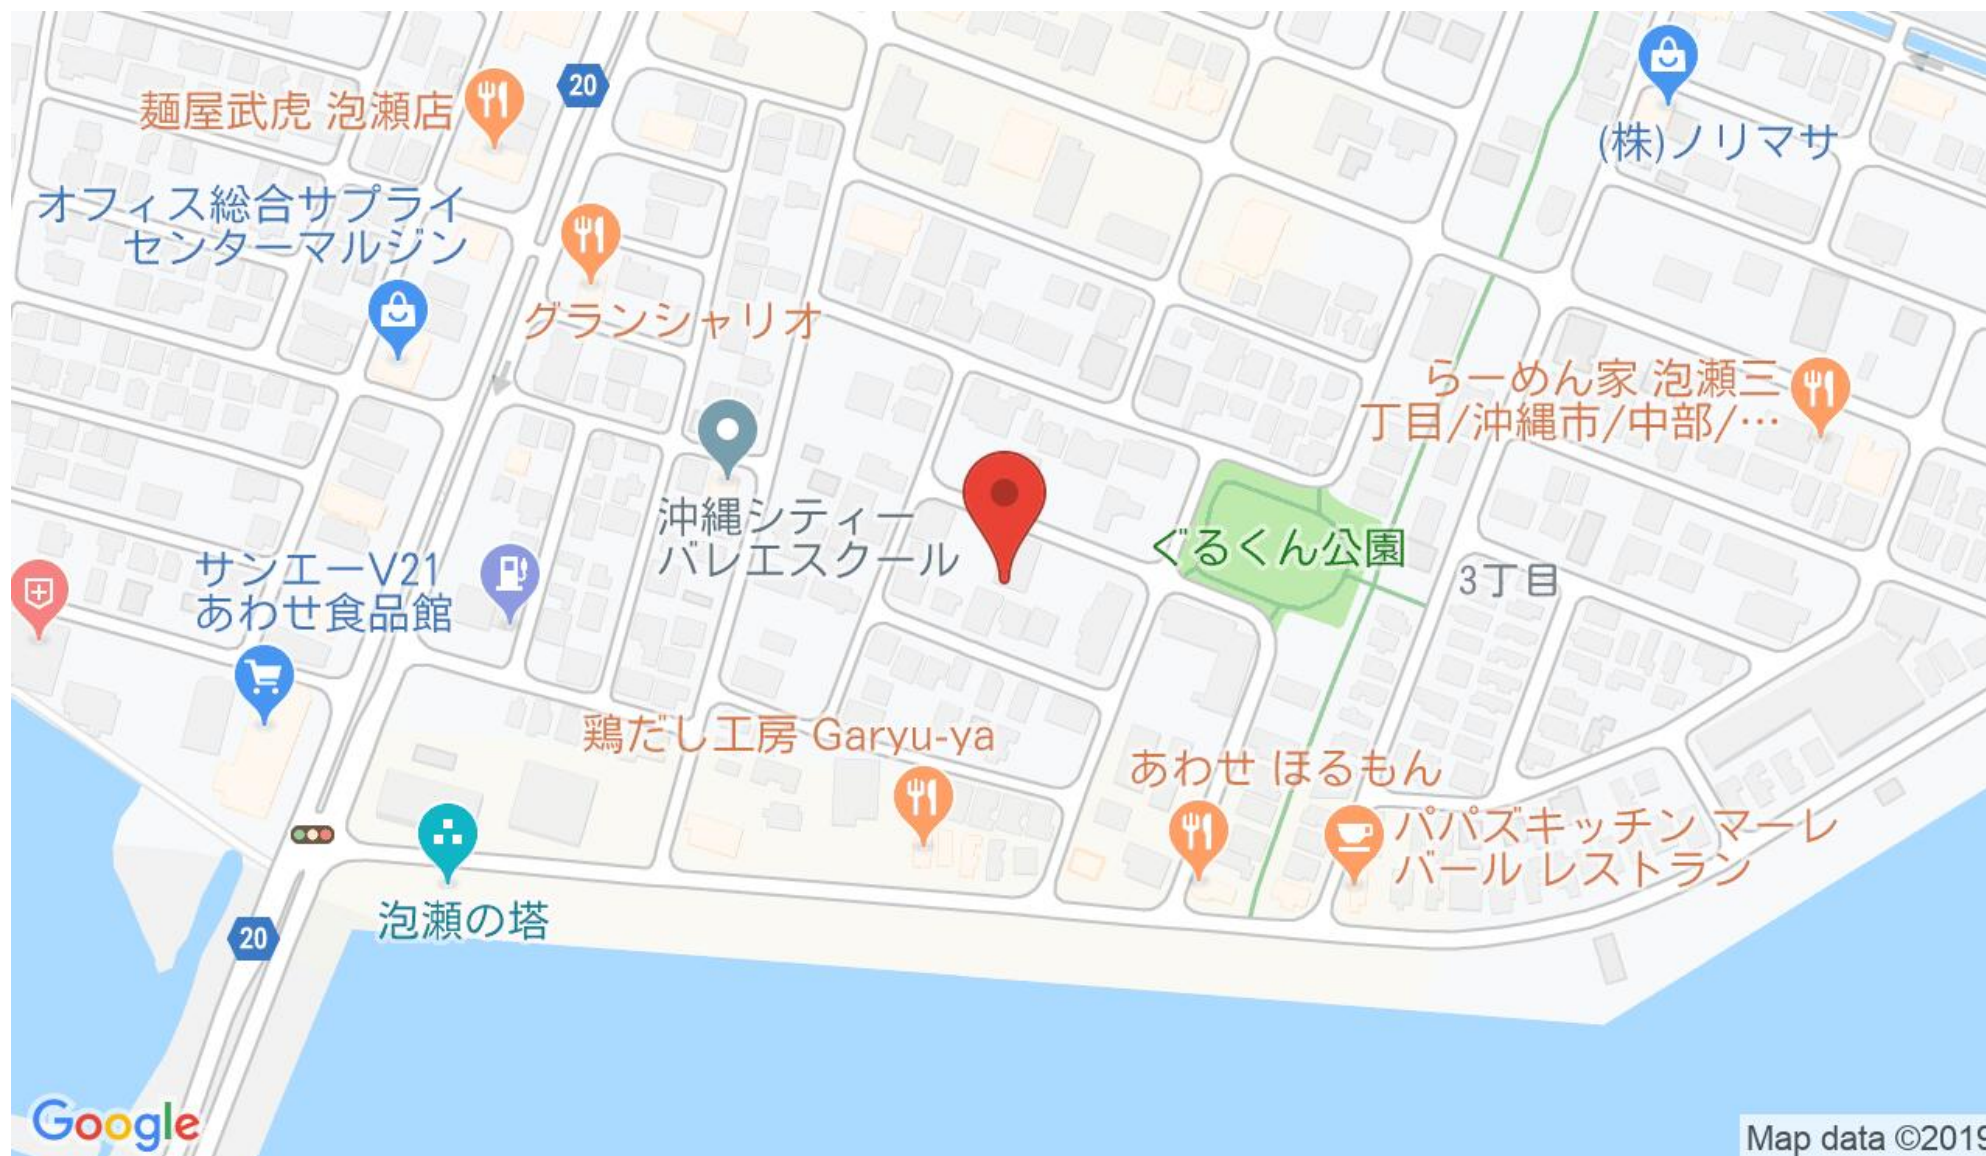 20
麺屋武虎 泡瀬店
(株)ノリマサ
オフィス総合サプライ
センターマルジン
グランシャリオ
らーめん家 泡瀬三
丁目/沖縄市/中部/…
沖縄シティー
バレエスクール
ぐるくん公園
3丁目
サンエーV21
あわせ食品館
鶏だし工房 Garyu-ya
あわせ ほるもん
パパズキッチン マーレ
バール レストラン
泡瀬の塔
20
Google
Map data ©2019